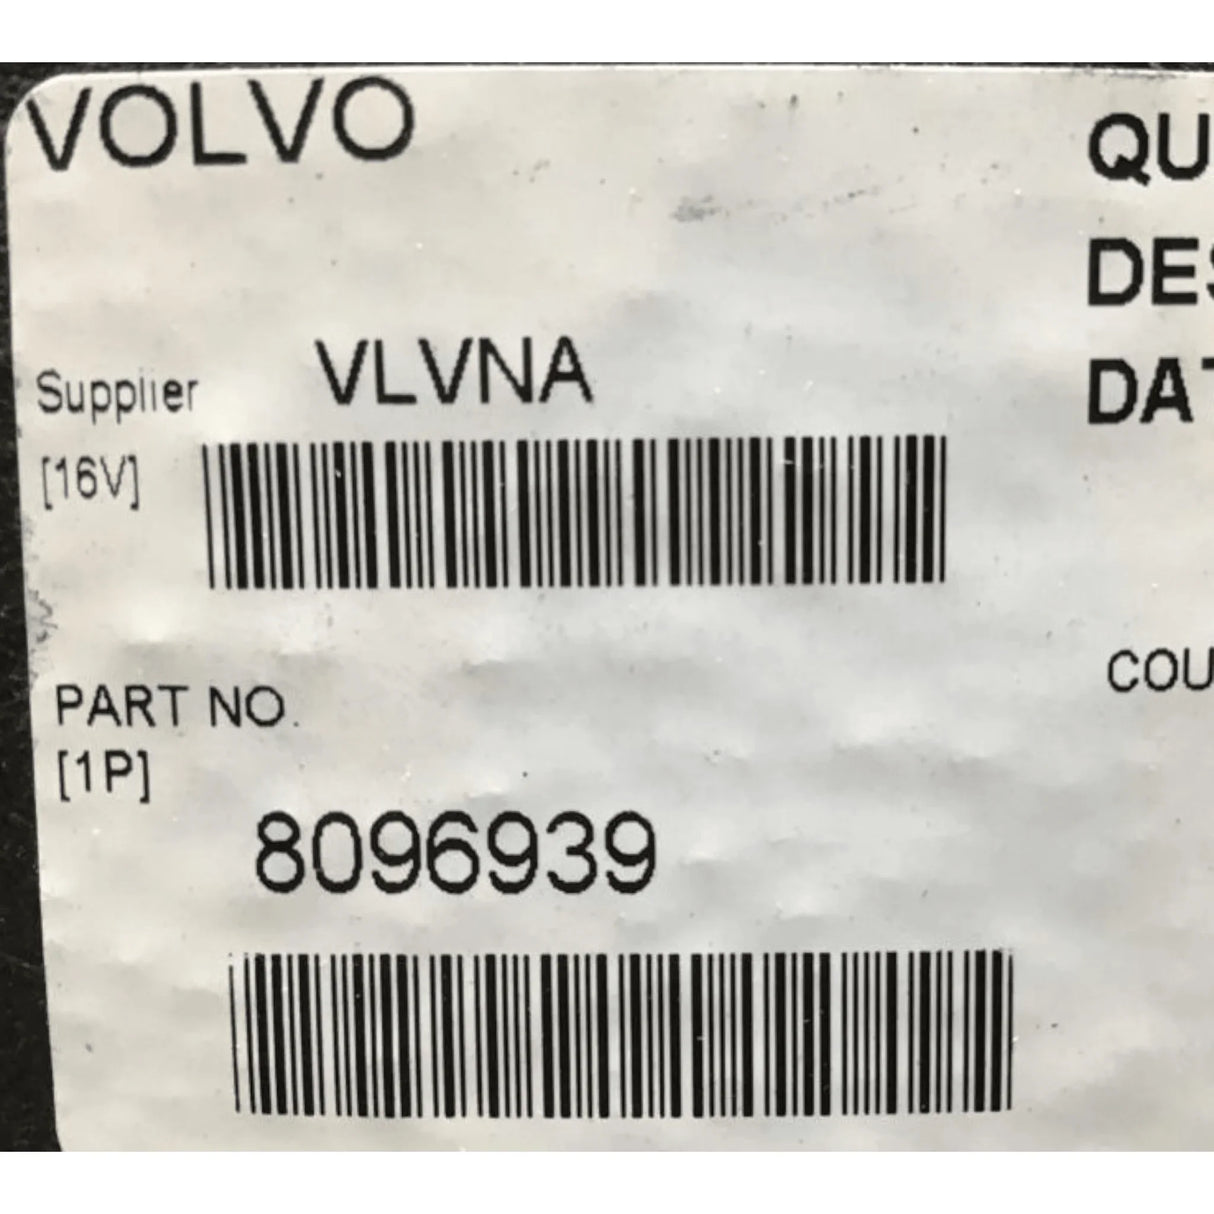 VOLVO
QU
DES
DAT
Supplier
VLVNA
[16V]
COU
PART NO.
[1P]
8096939